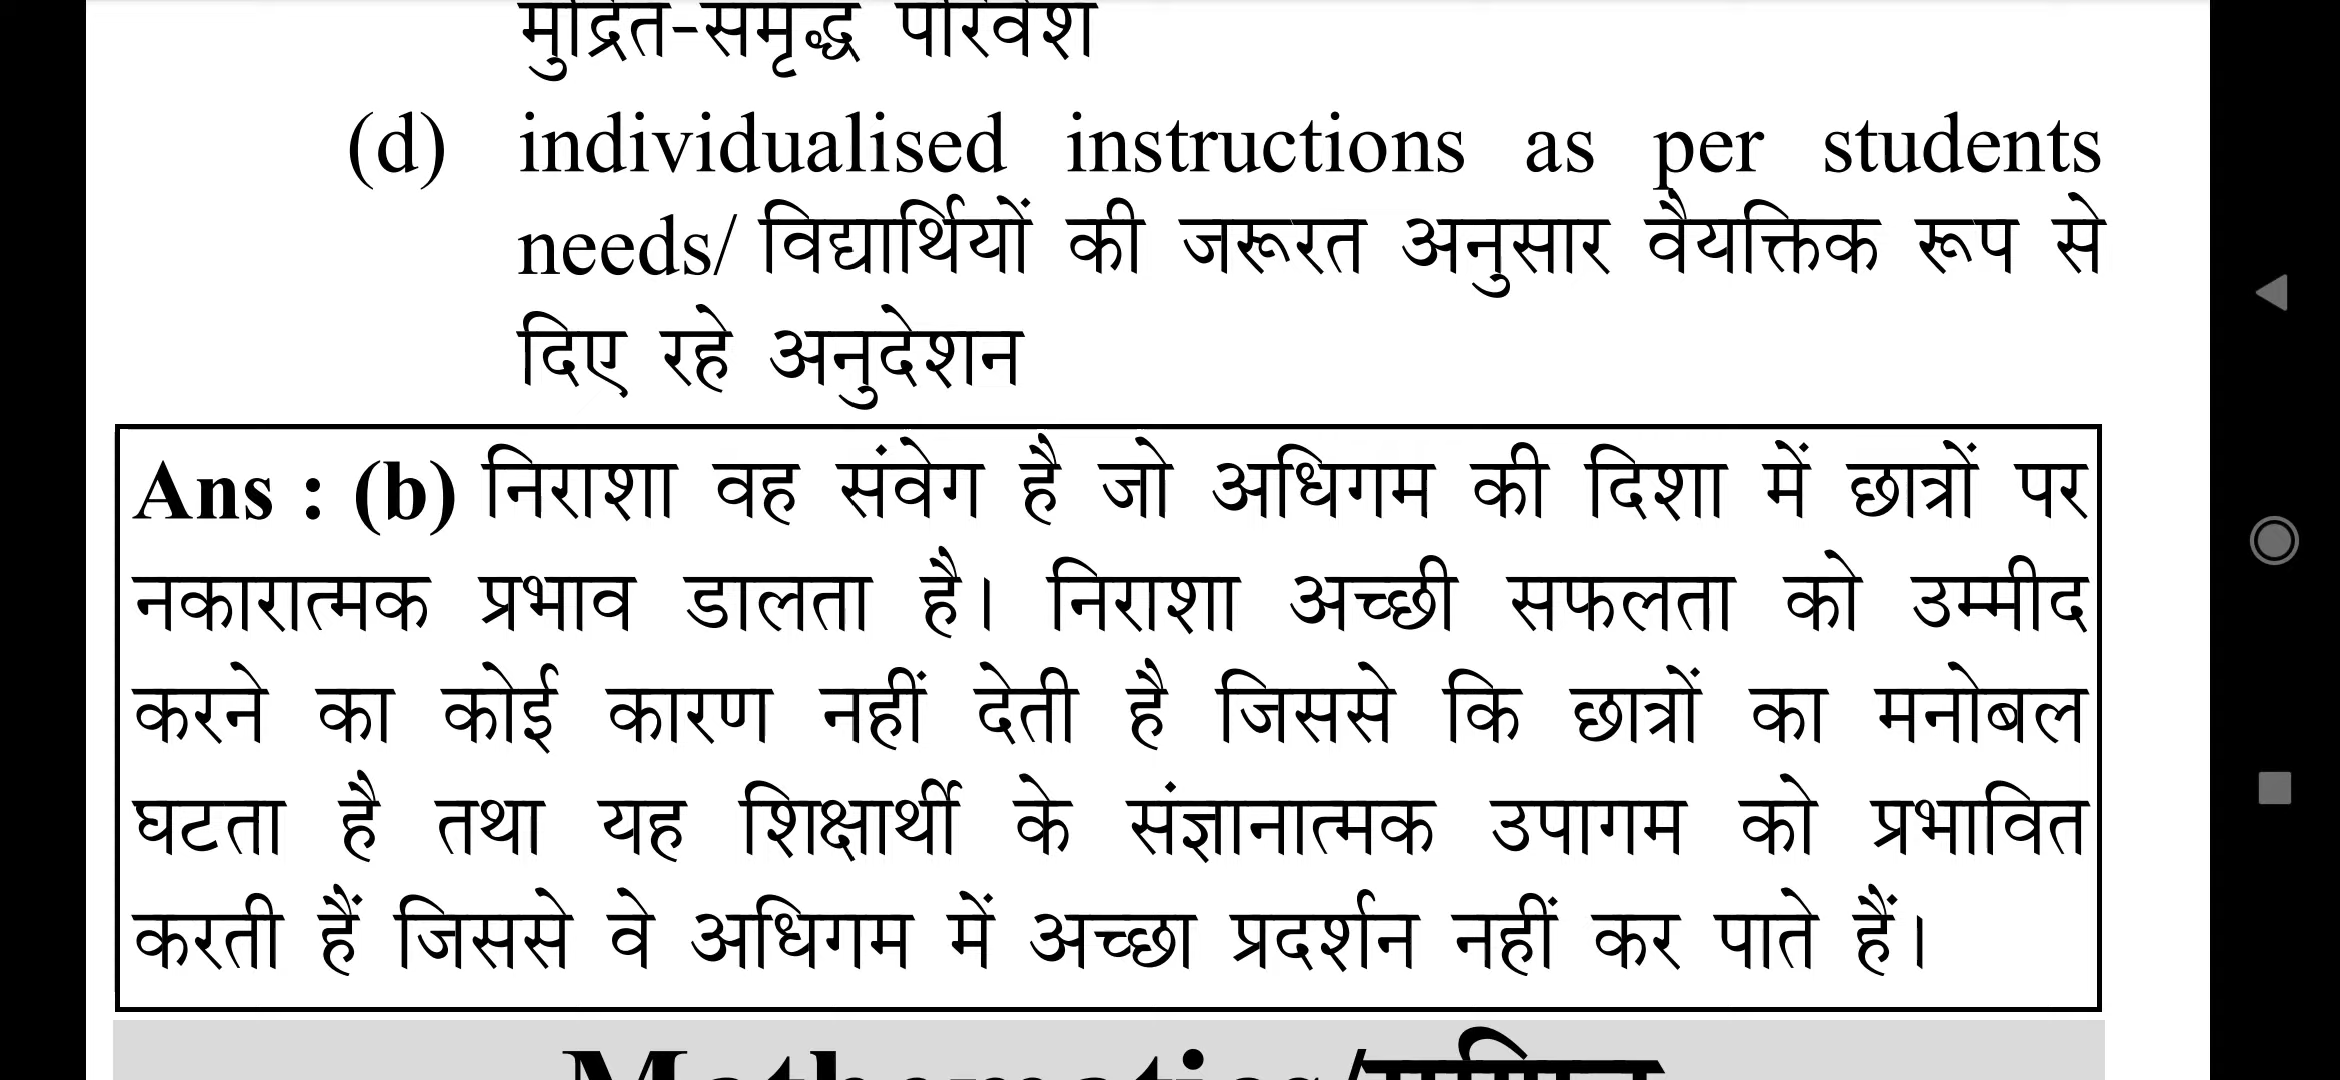 मुद्रित-समृद्ध परिवेश
(d) individualised instructions as per students
needs/ विद्यार्थियों की जरूरत अनुसार वैयक्तिक रूप से
दिए रहे अनुदेशन
Ans : (b) निराशा वह संवेग है जो अधिगम की दिशा में छात्रों पर
नकारात्मक प्रभाव डालता है। निराशा अच्छी सफलता को उम्मीद
करने का कोई कारण नहीं देती है जिससे कि छात्रों का मनोबल
घटता है तथा यह शिक्षार्थी के संज्ञानात्मक उपागम को प्रभावित
करती हैं जिससे वे अधिगम में अच्छा प्रदर्शन नहीं कर पाते हैं।
Mathematics/गणित